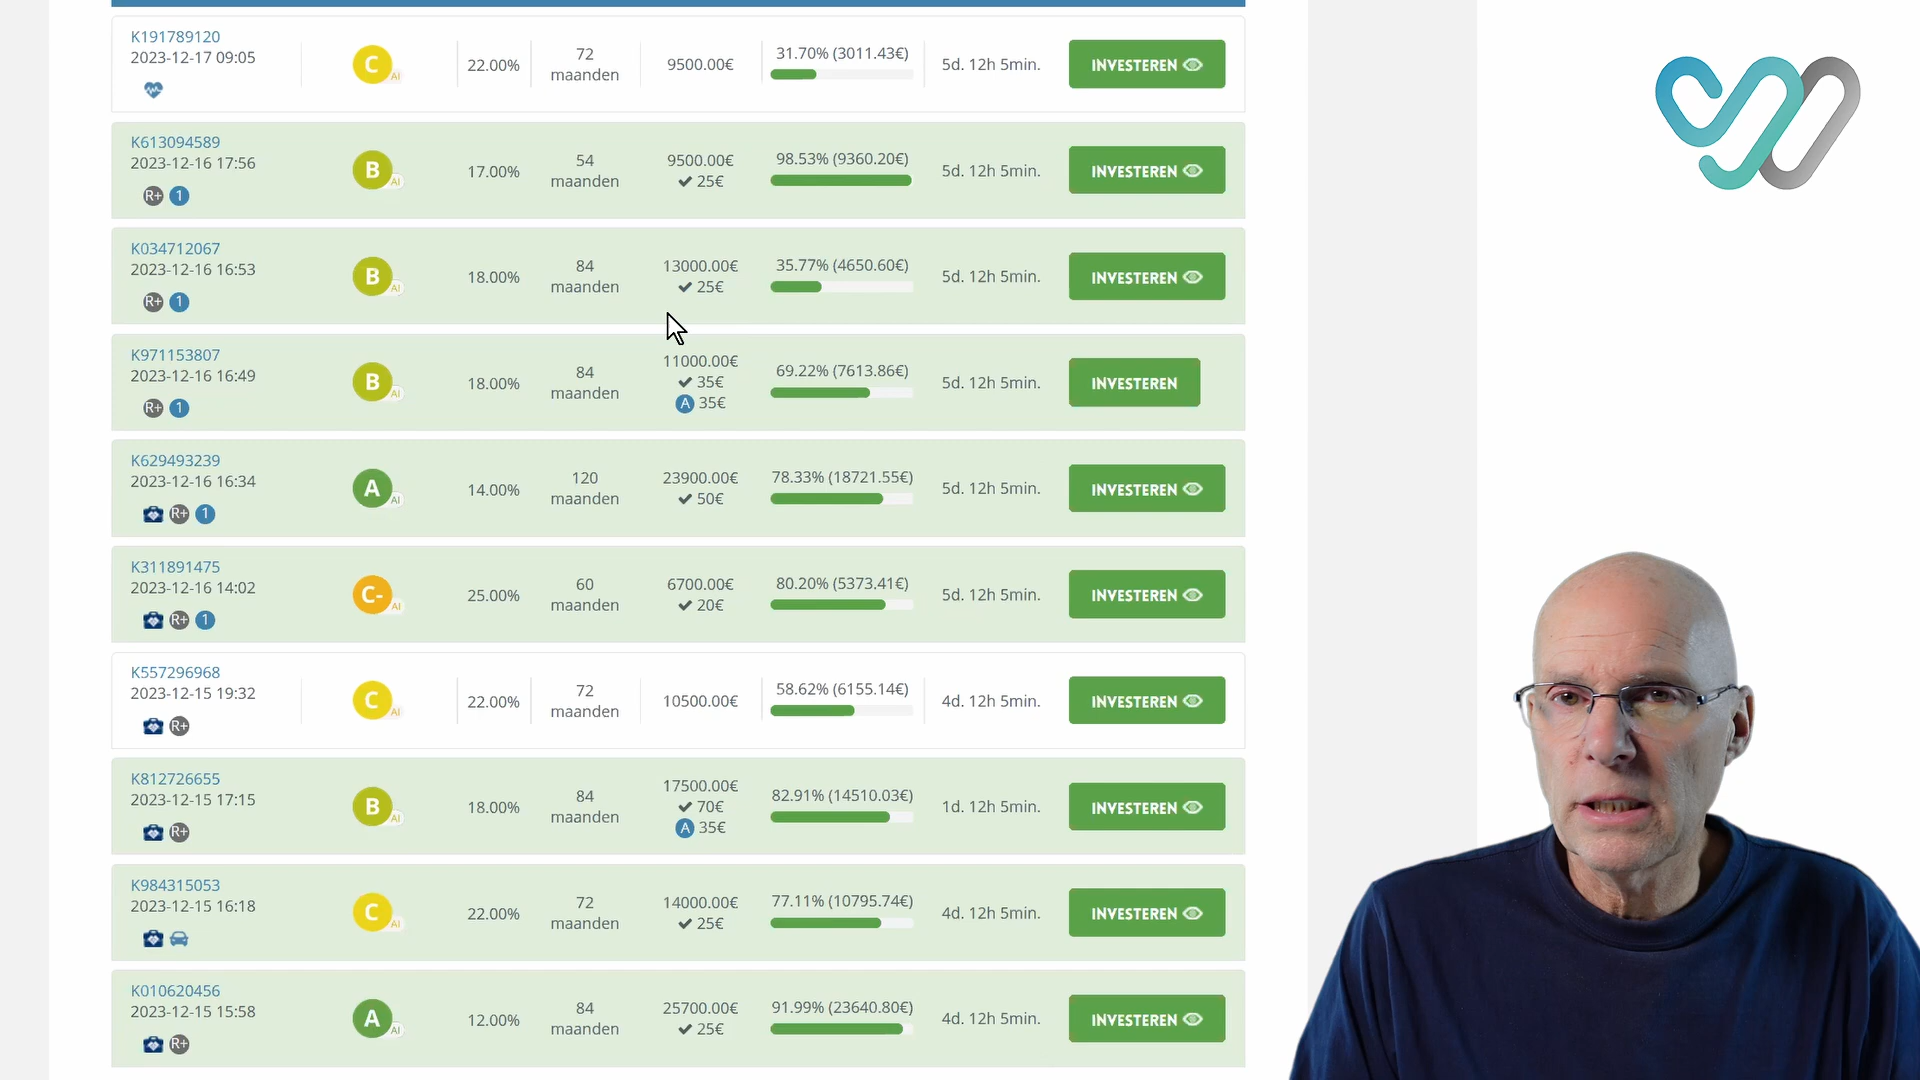 K191789120
2023-12-17 09:05
C AI
22.00%
72 maanden
9500.00€
31.70% (3011.43€)
5d. 12h 5min.
INVESTEREN
K613094589
2023-12-16 17:56
R+ 1
B AI
17.00%
54 maanden
9500.00€
25€
98.53% (9360.20€)
5d. 12h 5min.
INVESTEREN
K034712067
2023-12-16 16:53
R+ 1
B AI
18.00%
84 maanden
13000.00€
25€
35.77% (4650.60€)
5d. 12h 5min.
INVESTEREN
K971153807
2023-12-16 16:49
R+ 1
B AI
18.00%
84 maanden
11000.00€
35€
A 35€
69.22% (7613.86€)
5d. 12h 5min.
INVESTEREN
K629493239
2023-12-16 16:34
R+ 1
A AI
14.00%
120 maanden
23900.00€
50€
78.33% (18721.55€)
5d. 12h 5min.
INVESTEREN
K311891475
2023-12-16 14:02
R+ 1
C- AI
25.00%
60 maanden
6700.00€
20€
80.20% (5373.41€)
5d. 12h 5min.
INVESTEREN
K557296968
2023-12-15 19:32
R+
C AI
22.00%
72 maanden
10500.00€
58.62% (6155.14€)
4d. 12h 5min.
INVESTEREN
K812726655
2023-12-15 17:15
R+
B AI
18.00%
84 maanden
17500.00€
70€
A 35€
82.91% (14510.03€)
1d. 12h 5min.
INVESTEREN
K984315053
2023-12-15 16:18
C AI
22.00%
72 maanden
14000.00€
25€
77.11% (10795.74€)
4d. 12h 5min.
INVESTEREN
K010620456
2023-12-15 15:58
R+
A AI
12.00%
84 maanden
25700.00€
25€
91.99% (23640.80€)
4d. 12h 5min.
INVESTEREN